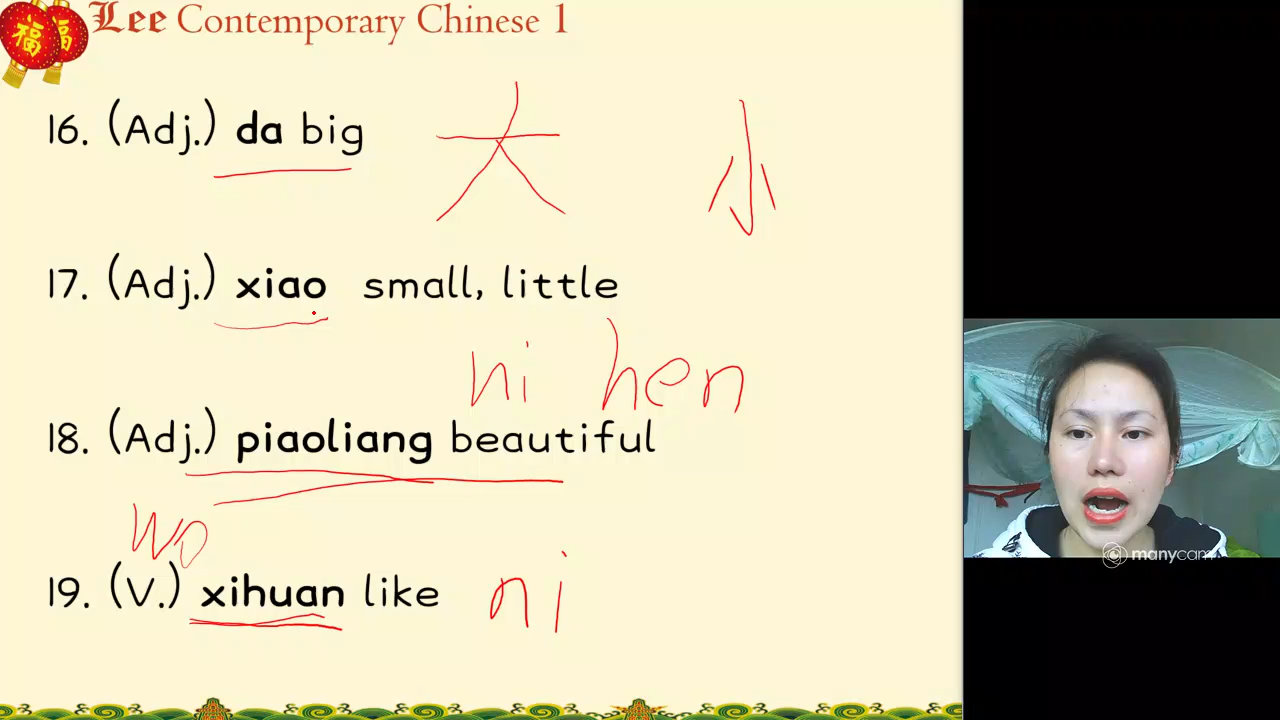 福 福 Lee Contemporary Chinese 1
16. (Adj.) da big 大 小
17. (Adj.) xiao small, little
ni hen
18. (Adj.) piaoliang beautiful
wo
19. (V.) xihuan like ni
manycam